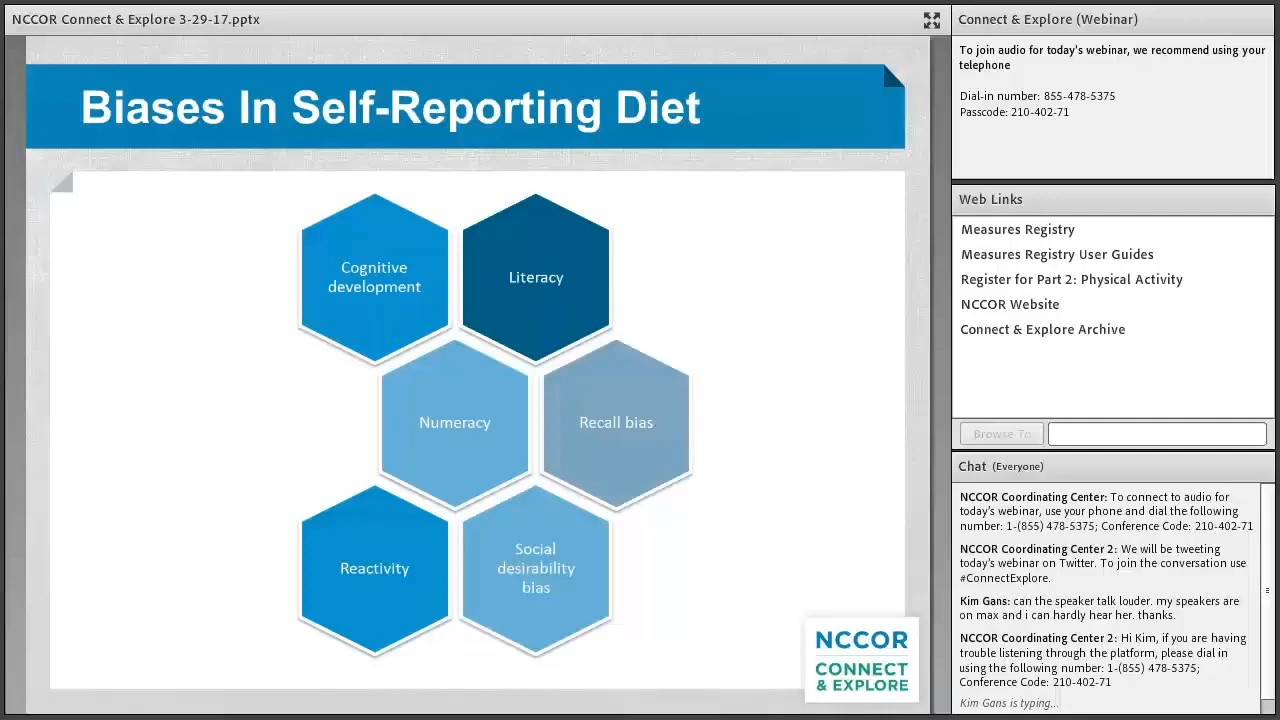 NCCOR Connect & Explore 3-29-17.pptx
Biases In Self-Reporting Diet
Cognitive
development
Literacy
Numeracy
Recall bias
Reactivity
Social
desirability
bias
NCCOR
CONNECT
& EXPLORE
Connect & Explore (Webinar)
To join audio for today's webinar, we recommend using your
telephone
Dial-in number: 855-478-5375
Passcode: 210-402-71
Web Links
Measures Registry
Measures Registry User Guides
Register for Part 2: Physical Activity
NCCOR Website
Connect & Explore Archive
Browse To
Chat (Everyone)
NCCOR Coordinating Center: To connect to audio for
today's webinar, use your phone and dial the following
number: 1-(855) 478-5375; Conference Code: 210-402-71
NCCOR Coordinating Center 2: We will be tweeting
today's webinar on Twitter. To join the conversation use
#ConnectExplore.
Kim Gans: can the speaker talk louder. my speakers are
on max and i can hardly hear her. thanks.
NCCOR Coordinating Center 2: Hi Kim, if you are having
trouble listening through the platform, please dial in
using the following number: 1-(855) 478-5375;
Conference Code: 210-402-71
Kim Gans is typing...